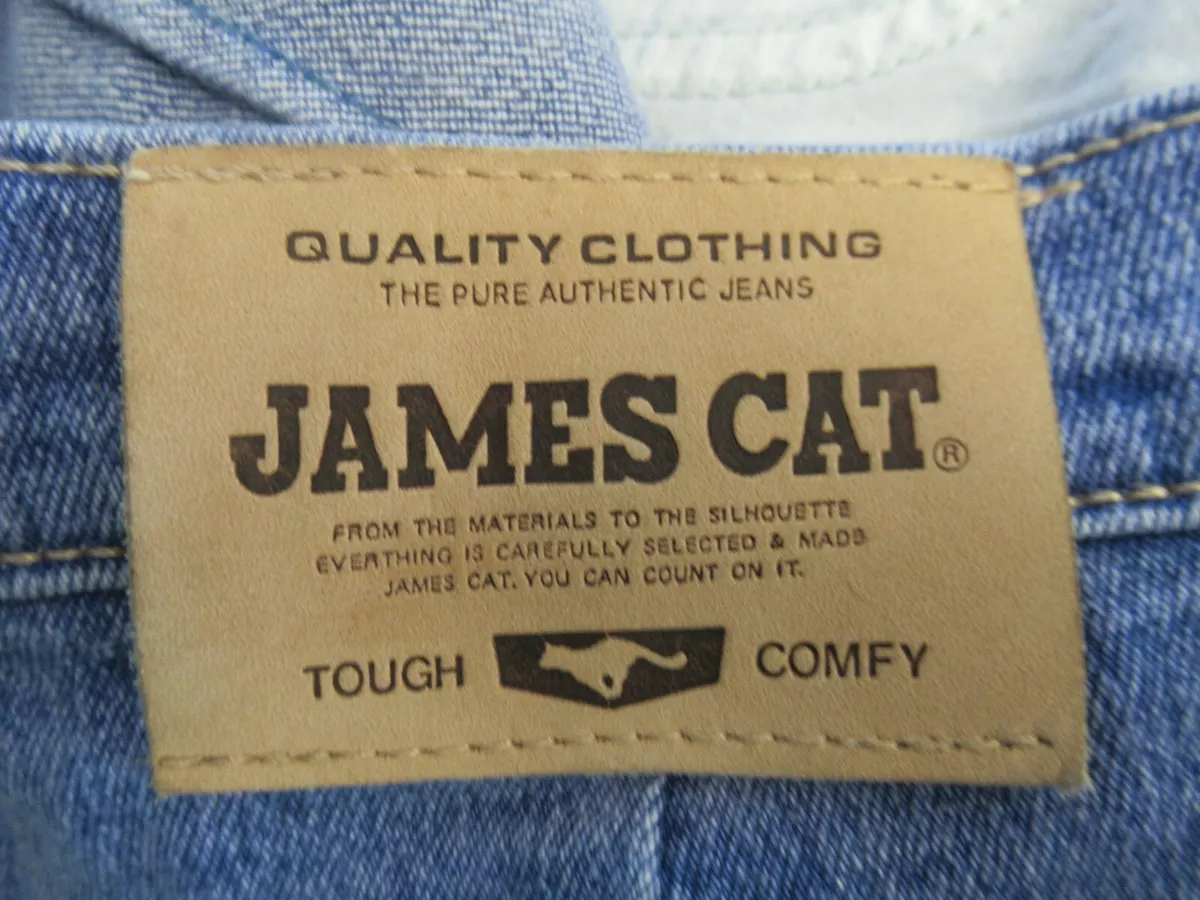 QUALITY CLOTHING
THE PURE AUTHENTIC JEANS
JAMES CAT®
FROM THE MATERIALS TO THE SILHOUETTE
EVERTHING IS CAREFULLY SELECTED & MADE
JAMES CAT. YOU CAN COUNT ON IT.
TOUGH COMFY